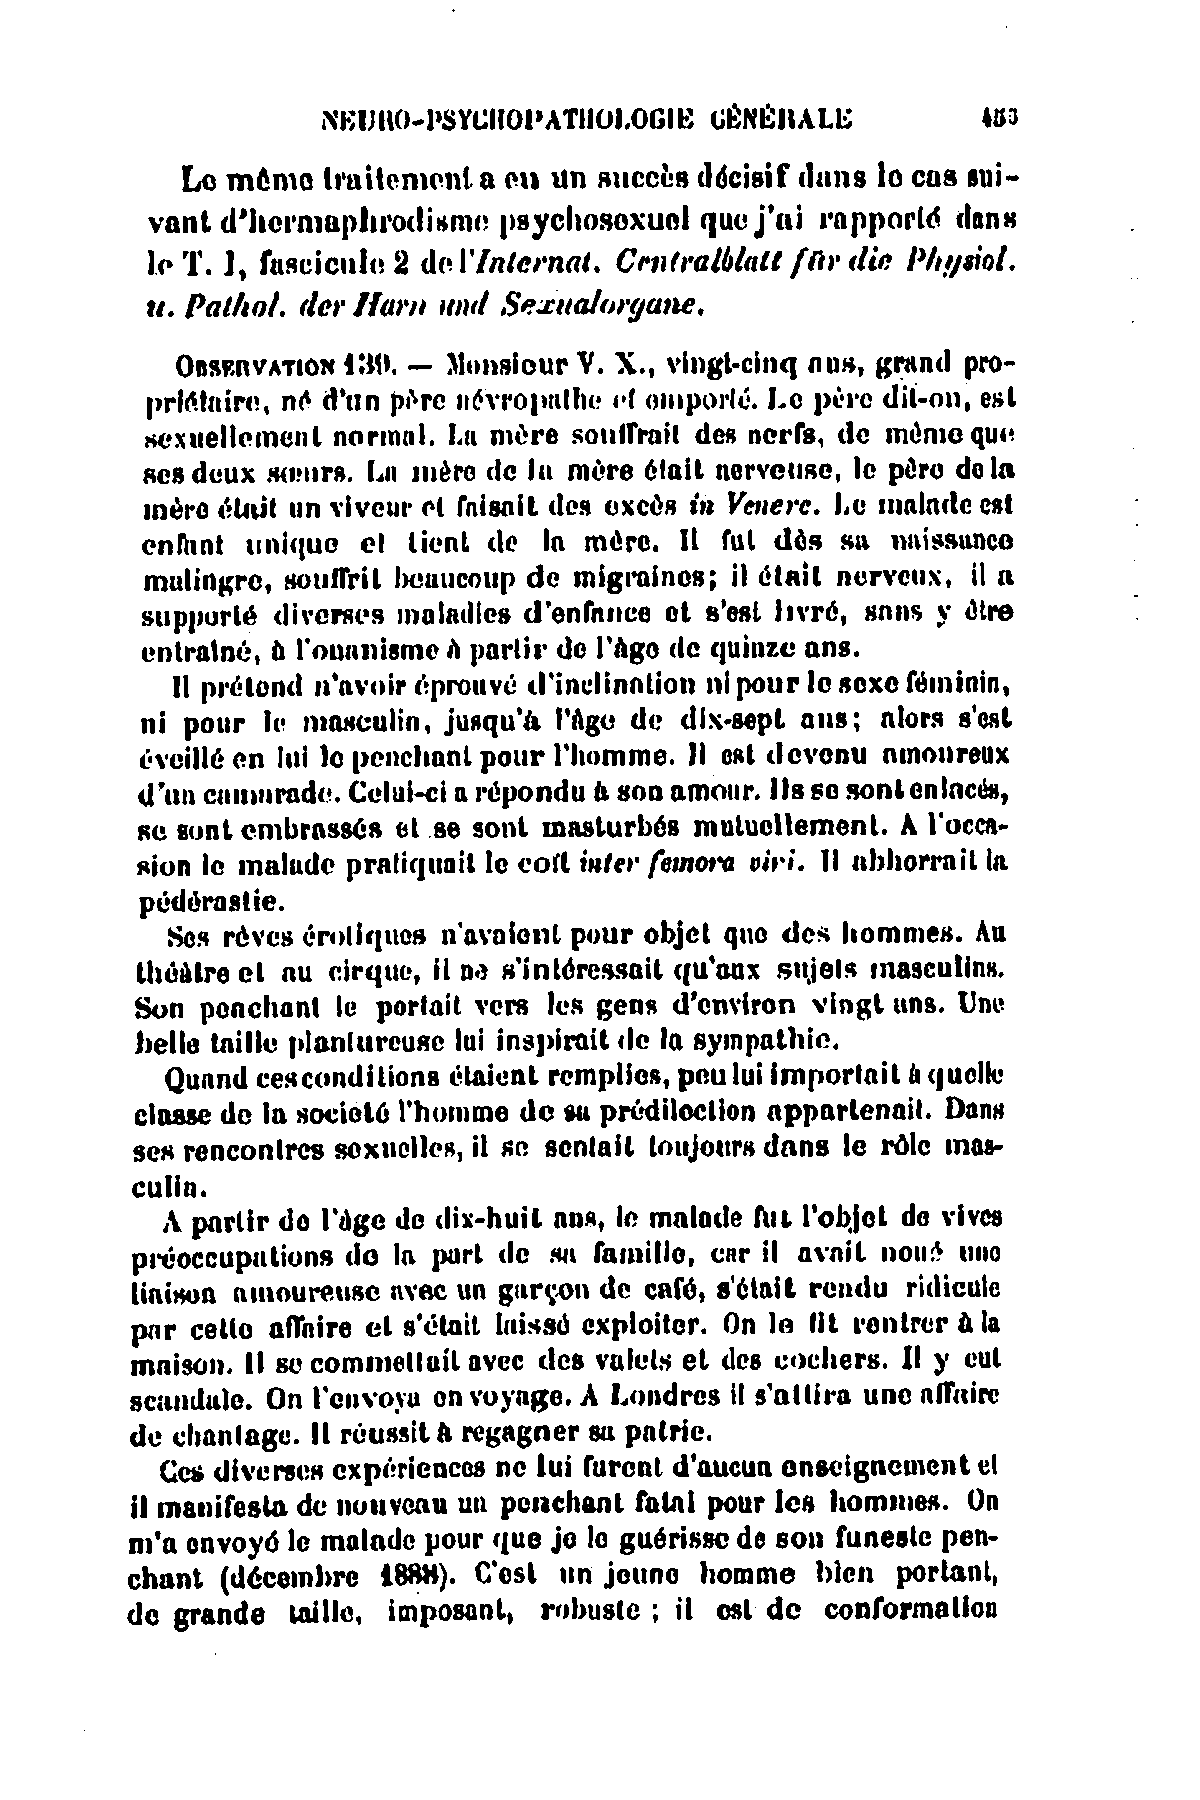 NEURO-PSYCHOPATHOLOGIE GÉNÉRALE 453
Le même traitement a eu un succès décisif dans le cas sui-
vant d'hermaphrodisme psychosexuel que j'ai rapporté dans
le T. I, fascicule 2 de l'Internat. Centralblatt für die Physiol.
u. Pathol. der Harn und Sexualorgane.
OBSERVATION 139. — Monsieur V. X., vingt-cinq ans, grand pro-
priétaire, né d'un père névropathe et emporté. Le père dit-on, est
sexuellement normal. La mère souffrait des nerfs, de même que
ses deux sœurs. La mère de la mère était nerveuse, le père de la
mère était un viveur et faisait des excès in Venere. Le malade est
enfant unique et tient de la mère. Il fut dès sa naissance
malingre, souffrit beaucoup de migraines; il était nerveux, il a
supporté diverses maladies d'enfance et s'est livré, sans y être
entraîné, à l'onanisme à partir de l'âge de quinze ans.
Il prétend n'avoir éprouvé d'inclination ni pour le sexe féminin,
ni pour le masculin, jusqu'à l'âge de dix-sept ans; alors s'est
éveillé en lui le penchant pour l'homme. Il est devenu amoureux
d'un camarade. Celui-ci a répondu à son amour. Ils se sont enlacés,
se sont embrassés et se sont masturbés mutuellement. A l'occa-
sion le malade pratiquait le coït inter femora viri. Il abhorrait la
pédérastie.
Ses rêves érotiques n'avaient pour objet que des hommes. Au
théâtre et au cirque, il ne s'intéressait qu'aux sujets masculins.
Son penchant le portait vers les gens d'environ vingt ans. Une
belle taille plantureuse lui inspirait de la sympathie.
Quand ces conditions étaient remplies, peu lui importait à quelle
classe de la société l'homme de sa prédilection appartenait. Dans
ses rencontres sexuelles, il se sentait toujours dans le rôle mas-
culin.
A partir de l'âge de dix-huit ans, le malade fut l'objet de vives
préoccupations de la part de sa famille, car il avait noué une
liaison amoureuse avec un garçon de café, s'était rendu ridicule
par cette affaire et s'était laissé exploiter. On le fit rentrer à la
maison. Il se commettait avec des valets et des cochers. Il y eut
scandale. On l'envoya en voyage. A Londres il s'attira une affaire
de chantage. Il réussit à regagner sa patrie.
Ces diverses expériences ne lui furent d'aucun enseignement et
il manifesta de nouveau un penchant fatal pour les hommes. On
m'a envoyé le malade pour que je le guérisse de son funeste pen-
chant (décembre 1888). C'est un jeune homme bien portant,
de grande taille, imposant, robuste ; il est de conformation